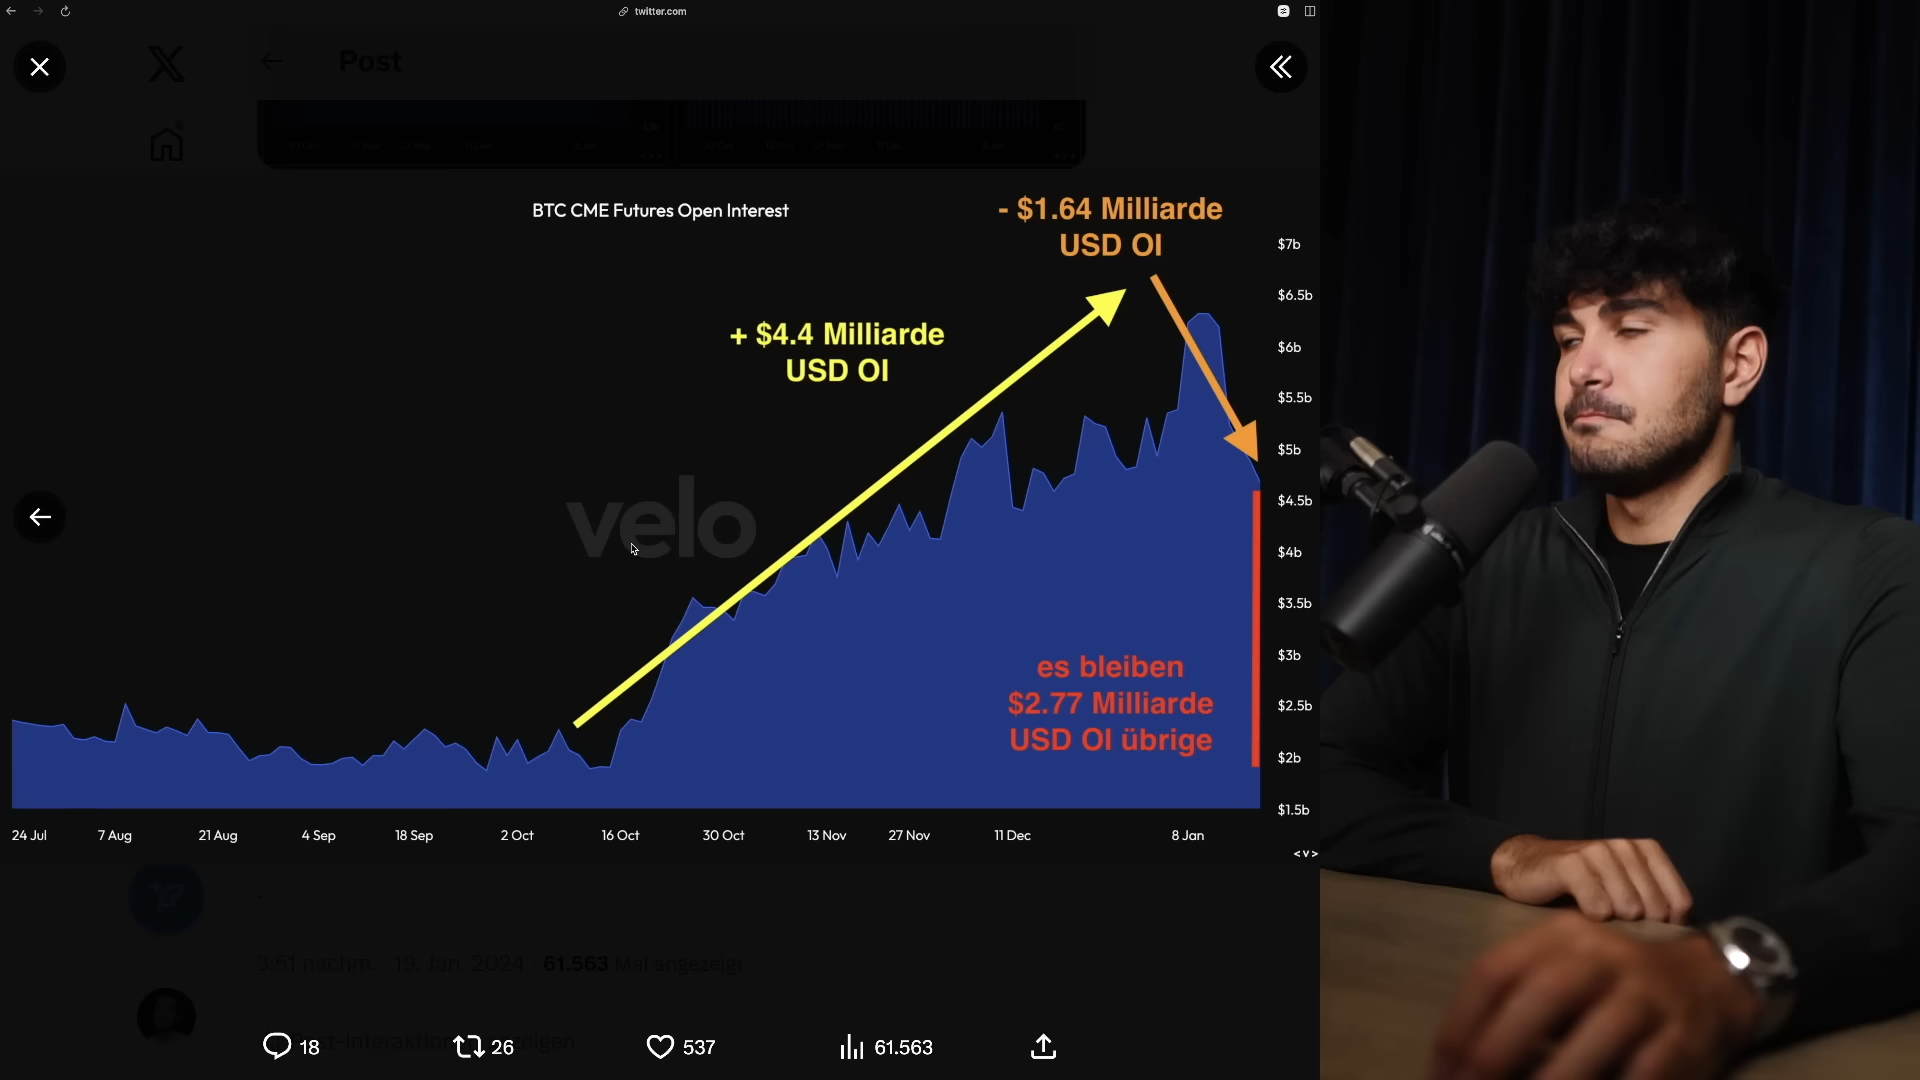 twitter.com
Post
BTC CME Futures Open Interest
- $1.64 Milliarde
USD OI
+ $4.4 Milliarde
USD OI
$7b
$6.5b
$6b
$5.5b
$5b
$4.5b
$4b
$3.5b
$3b
$2.5b
$2b
$1.5b
velo
es bleiben
$2.77 Milliarde
USD OI übrige
24 Jul
7 Aug
21 Aug
4 Sep
18 Sep
2 Oct
16 Oct
30 Oct
13 Nov
27 Nov
11 Dec
8 Jan
<v>
3:51 nachm. · 19. Jan. 2024 · 61.563 Mal angezeigt
18
26
537
61.563